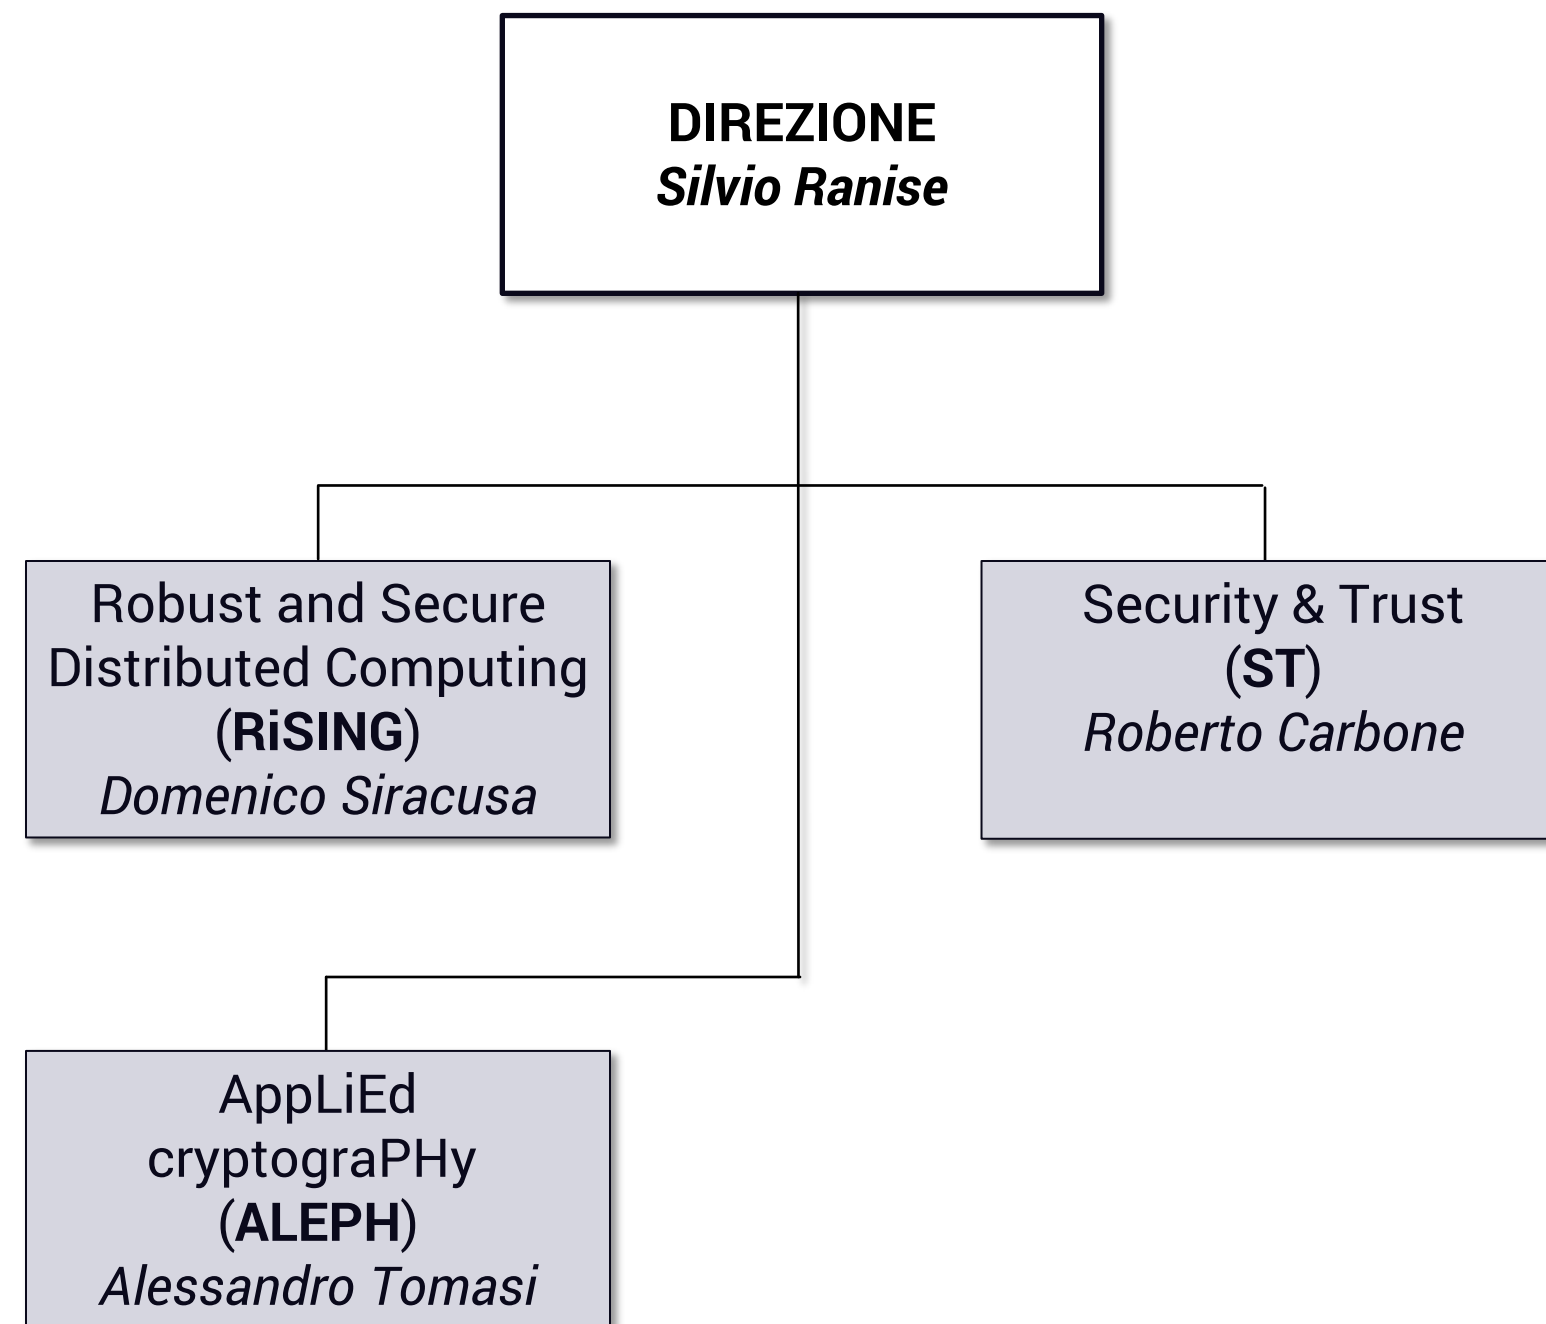 DIREZIONE
Silvio Ranise
Robust and Secure
Distributed Computing
(RiSING)
Domenico Siracusa
Security & Trust
(ST)
Roberto Carbone
AppLiEd
cryptograPHy
(ALEPH)
Alessandro Tomasi